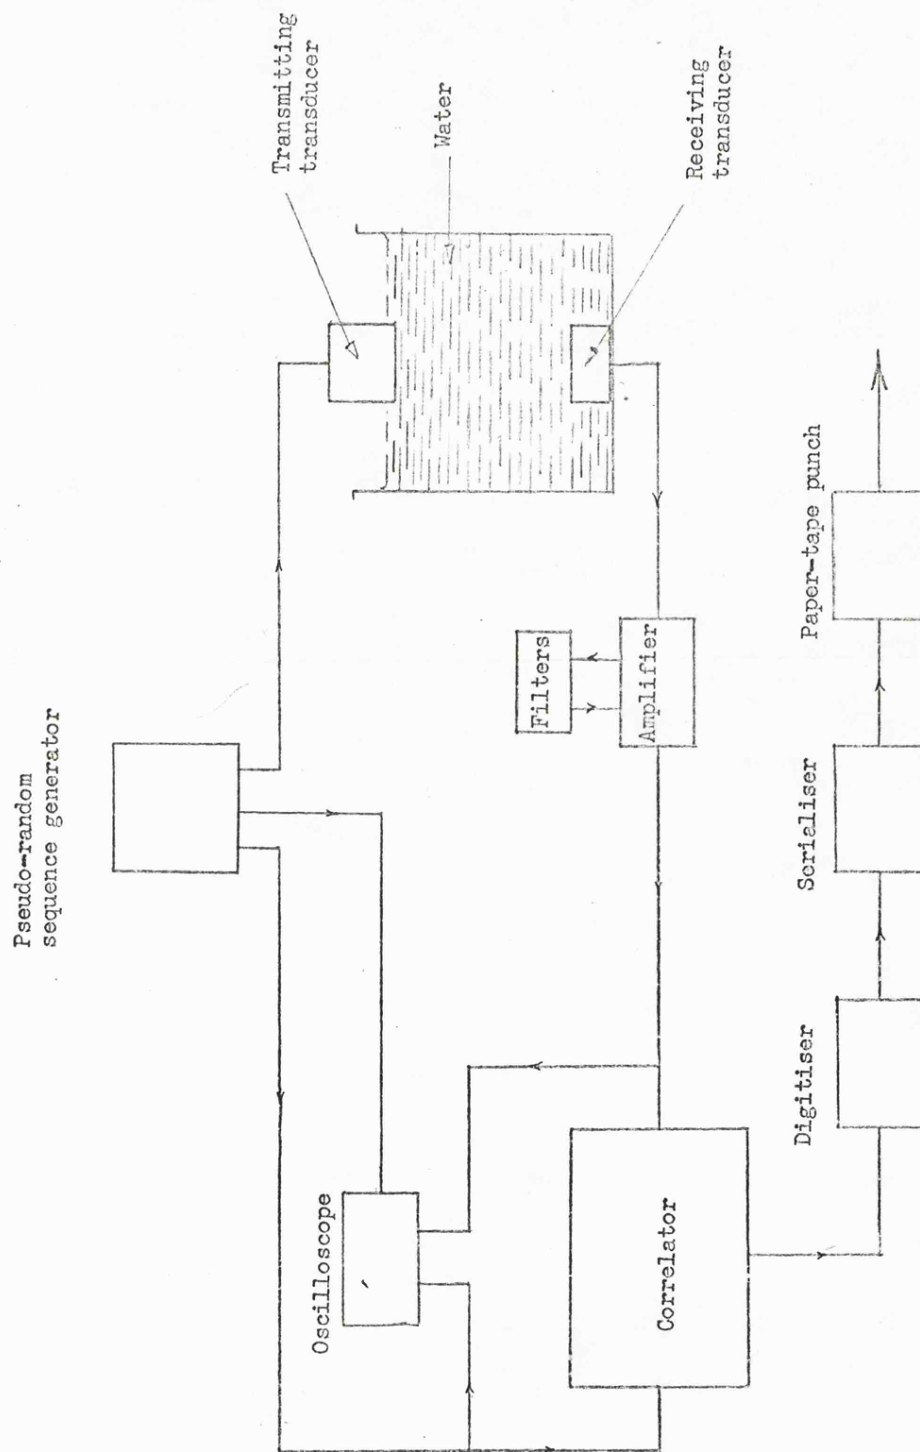 Pseudo-random
sequence generator
Transmitting
transducer
Water
Receiving
transducer
Oscilloscope
Filters
Amplifier
Correlator
Digitiser
Serialiser
Paper-tape punch